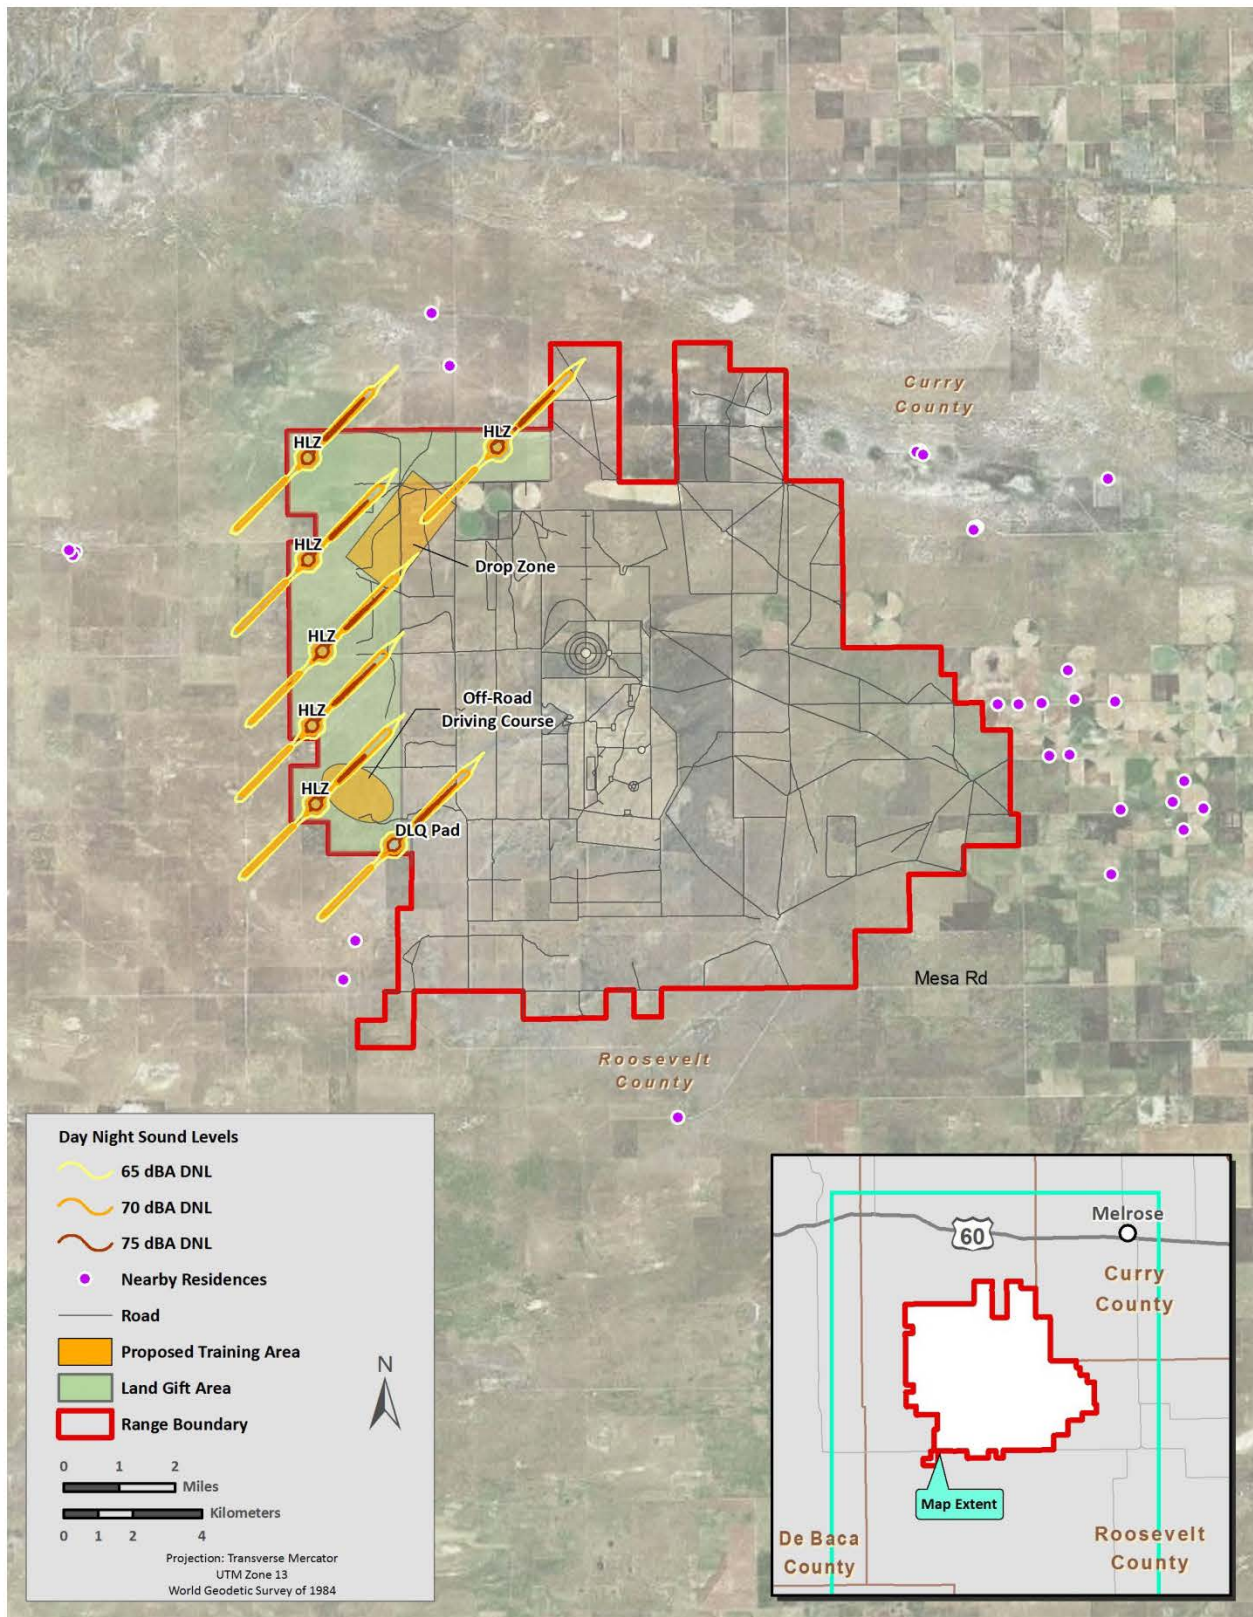 Curry
County
HLZ
HLZ
HLZ
Drop Zone
HLZ
Off-Road
Driving Course
HLZ
HLZ
DLQ Pad
Mesa Rd
Roosevelt
County
Day Night Sound Levels
65 dBA DNL
70 dBA DNL
75 dBA DNL
Nearby Residences
Road
Proposed Training Area
Land Gift Area
Range Boundary
N
0 1 2
Miles
Kilometers
0 1 2 4
Projection: Transverse Mercator
UTM Zone 13
World Geodetic Survey of 1984
Melrose
60
Curry
County
Map Extent
De Baca
County
Roosevelt
County